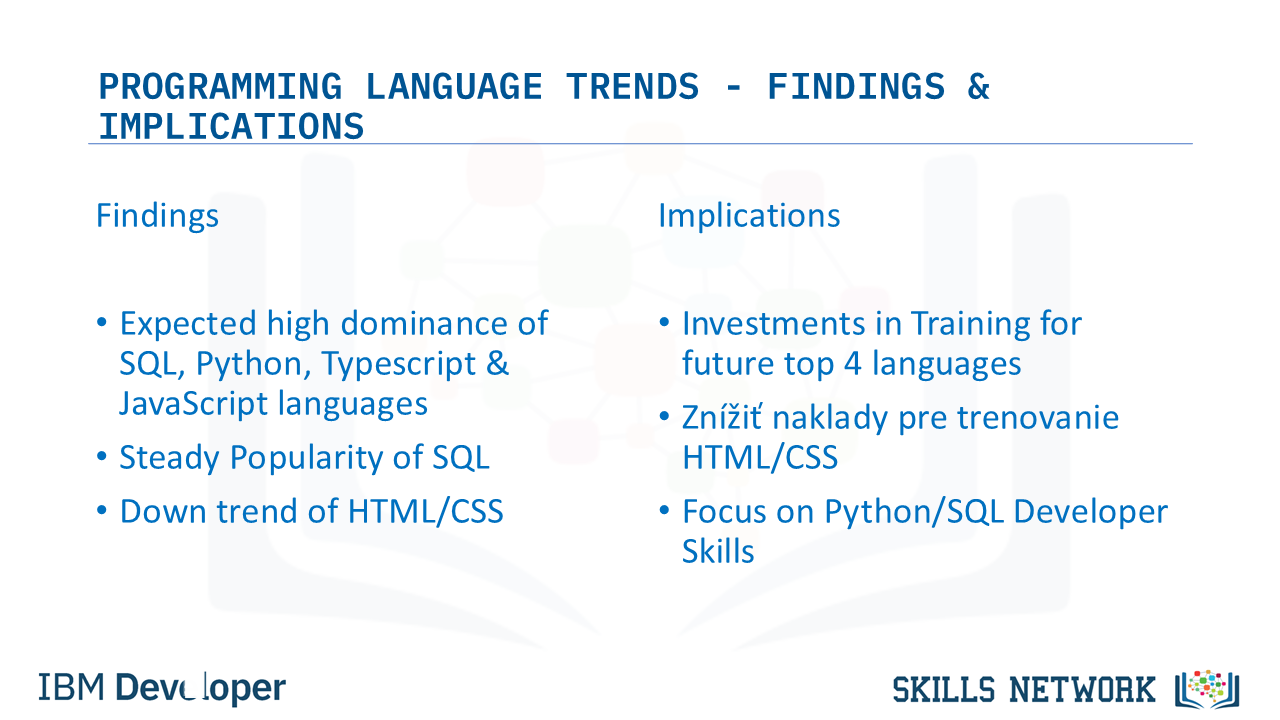 PROGRAMMING LANGUAGE TRENDS - FINDINGS &
IMPLICATIONS
Findings
• Expected high dominance of
SQL, Python, Typescript &
JavaScript languages
• Steady Popularity of SQL
• Down trend of HTML/CSS
Implications
• Investments in Training for
future top 4 languages
• Znížiť naklady pre trenovanie
HTML/CSS
• Focus on Python/SQL Developer
Skills
IBM Developer
SKILLS NETWORK